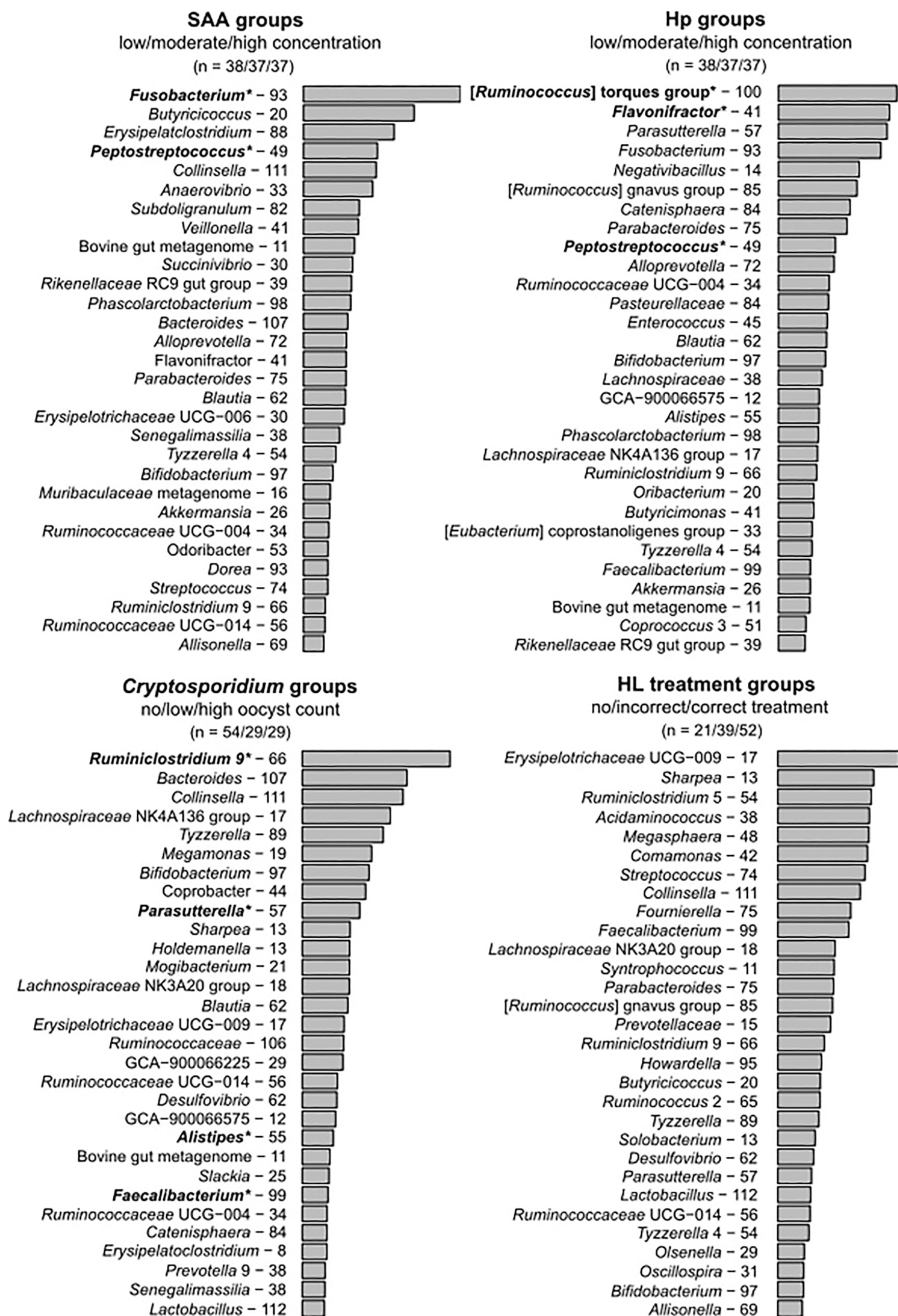 SAA groups
low/moderate/high concentration
(n = 38/37/37)
Fusobacterium* − 93
Butyricicoccus − 20
Erysipelatclostridium − 88
Peptostreptococcus* − 49
Collinsella − 111
Anaerovibrio − 33
Subdoligranulum − 82
Veillonella − 41
Bovine gut metagenome − 11
Succinivibrio − 30
Rikenellaceae RC9 gut group − 39
Phascolarctobacterium − 98
Bacteroides − 107
Alloprevotella − 72
Flavonifractor − 41
Parabacteroides − 75
Blautia − 62
Erysipelotrichaceae UCG−006 − 30
Senegalimassilia − 38
Tyzzerella 4 − 54
Bifidobacterium − 97
Muribaculaceae metagenome − 16
Akkermansia − 26
Ruminococcaceae UCG−004 − 34
Odoribacter − 53
Dorea − 93
Streptococcus − 74
Ruminiclostridium 9 − 66
Ruminococcaceae UCG−014 − 56
Allisonella − 69
Hp groups
low/moderate/high concentration
(n = 38/37/37)
[Ruminococcus] torques group* − 100
Flavonifractor* − 41
Parasutterella − 57
Fusobacterium − 93
Negativibacillus − 14
[Ruminococcus] gnavus group − 85
Catenisphaera − 84
Parabacteroides − 75
Peptostreptococcus* − 49
Alloprevotella − 72
Ruminococcaceae UCG−004 − 34
Pasteurellaceae − 84
Enterococcus − 45
Blautia − 62
Bifidobacterium − 97
Lachnospiraceae − 38
GCA−900066575 − 12
Alistipes − 55
Phascolarctobacterium − 98
Lachnospiraceae NK4A136 group − 17
Ruminiclostridium 9 − 66
Oribacterium − 20
Butyricimonas − 41
[Eubacterium] coprostanoligenes group − 33
Tyzzerella 4 − 54
Faecalibacterium − 99
Akkermansia − 26
Bovine gut metagenome − 11
Coprococcus 3 − 51
Rikenellaceae RC9 gut group − 39
Cryptosporidium groups
no/low/high oocyst count
(n = 54/29/29)
Ruminiclostridium 9* − 66
Bacteroides − 107
Collinsella − 111
Lachnospiraceae NK4A136 group − 17
Tyzzerella − 89
Megamonas − 19
Bifidobacterium − 97
Coprobacter − 44
Parasutterella* − 57
Sharpea − 13
Holdemanella − 13
Mogibacterium − 21
Lachnospiraceae NK3A20 group − 18
Blautia − 62
Erysipelotrichaceae UCG−009 − 17
Ruminococcaceae − 106
GCA−900066225 − 29
Ruminococcaceae UCG−014 − 56
Desulfovibrio − 62
GCA−900066575 − 12
Alistipes* − 55
Bovine gut metagenome − 11
Slackia − 25
Faecalibacterium* − 99
Ruminococcaceae UCG−004 − 34
Catenisphaera − 84
Erysipelatoclostridium − 8
Prevotella 9 − 38
Senegalimassilia − 38
Lactobacillus − 112
HL treatment groups
no/incorrect/correct treatment
(n = 21/39/52)
Erysipelotrichaceae UCG−009 − 17
Sharpea − 13
Ruminiclostridium 5 − 54
Acidaminococcus − 38
Megasphaera − 48
Comamonas − 42
Streptococcus − 74
Collinsella − 111
Fournierella − 75
Faecalibacterium − 99
Lachnospiraceae NK3A20 group − 18
Syntrophococcus − 11
Parabacteroides − 75
[Ruminococcus] gnavus group − 85
Prevotellaceae − 15
Ruminiclostridium 9 − 66
Howardella − 95
Butyricicoccus − 20
Ruminococcus 2 − 65
Tyzzerella − 89
Solobacterium − 13
Desulfovibrio − 62
Parasutterella − 57
Lactobacillus − 112
Ruminococcaceae UCG−014 − 56
Tyzzerella 4 − 54
Olsenella − 29
Oscillospira − 31
Bifidobacterium − 97
Allisonella − 69